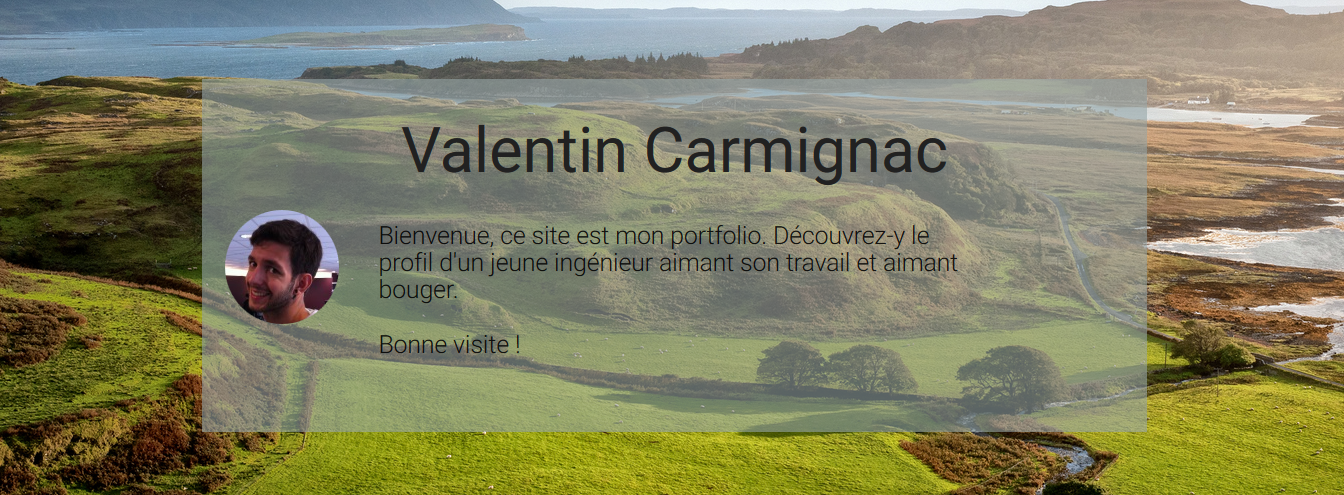 Valentin Carmignac
Bienvenue, ce site est mon portfolio. Découvrez-y le
profil d'un jeune ingénieur aimant son travail et aimant
bouger.
Bonne visite !